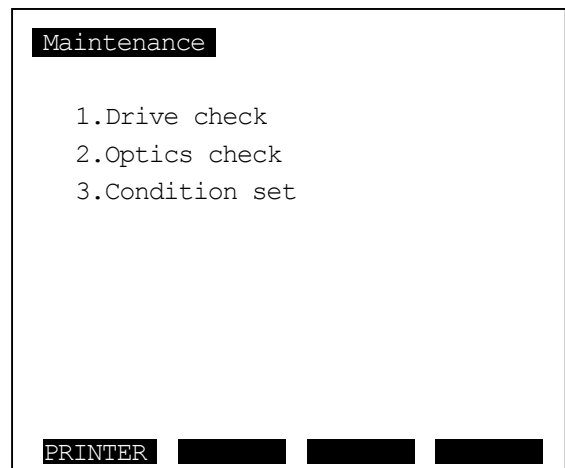 Maintenance
1.Drive check
2.Optics check
3.Condition set
PRINTER